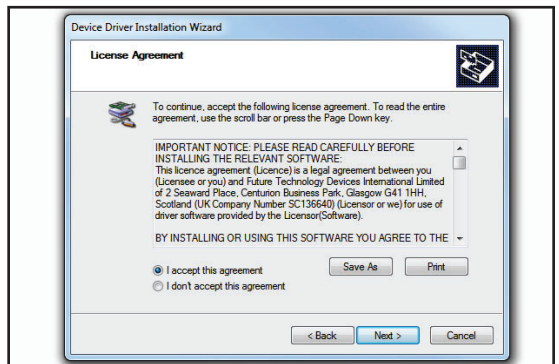 Device Driver Installation Wizard
License Agreement
To continue, accept the following license agreement. To read the entire
agreement, use the scroll bar or press the Page Down key.
IMPORTANT NOTICE: PLEASE READ CAREFULLY BEFORE
INSTALLING THE RELEVANT SOFTWARE:
This licence agreement (Licence) is a legal agreement between you
(Licensee or you) and Future Technology Devices International Limited
of 2 Seaward Place, Centurion Business Park, Glasgow G41 1HH,
Scotland (UK Company Number SC136640) (Licensor or we) for use of
driver software provided by the Licensor(Software).
BY INSTALLING OR USING THIS SOFTWARE YOU AGREE TO THE
I accept this agreement
Save As
Print
I don't accept this agreement
< Back
Next >
Cancel